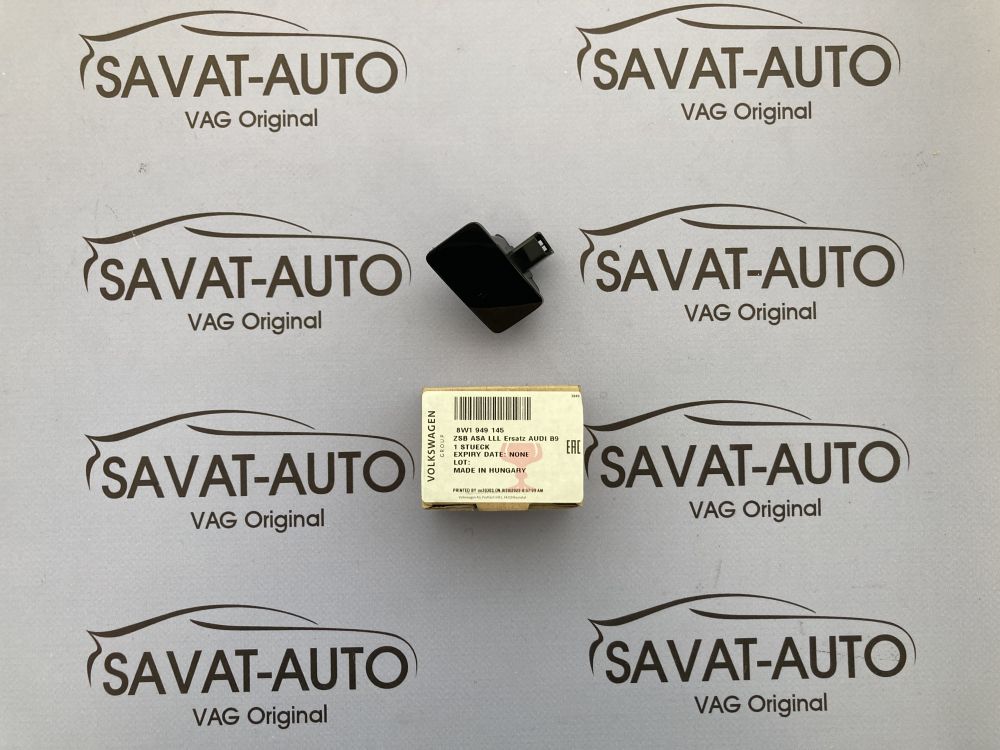 SAVAT-AUTO
VAG Original
SAVAT-AUTO
VAG Original
SAVAT-AUTO
VAG Original
SAVAT-AUTO
VAG Original
VOLKSWAGEN
GROUP
8W1 949 145
ZSB ASA LLL Ersatz AUDI B9
1 STUECK
EXPIRY DATE: NONE
LOT:
MADE IN HUNGARY
EAC
PRINTED BY
SAVAT-AUTO
VAG Original
SAVAT-AUTO
VAG Original
SAVAT-AUTO
VAG Original
SAVAT-AUTO
VAG Original